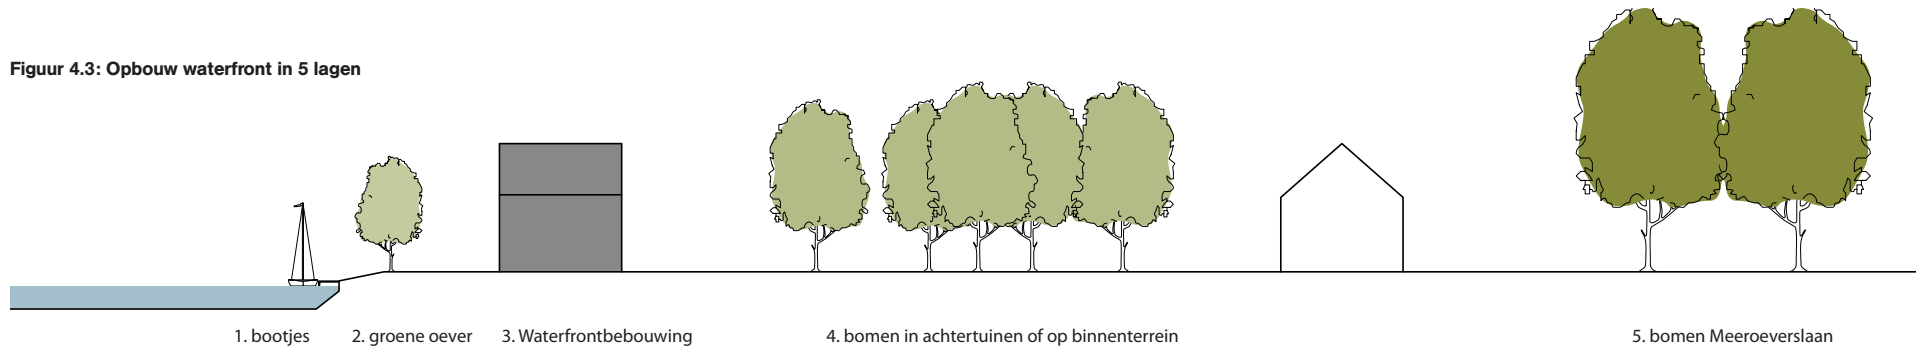 Figuur 4.3: Opbouw waterfront in 5 lagen
1. bootjes
2. groene oever
3. Waterfrontbebouwing
4. bomen in achtertuinen of op binnenterrein
5. bomen Meeroeverslaan